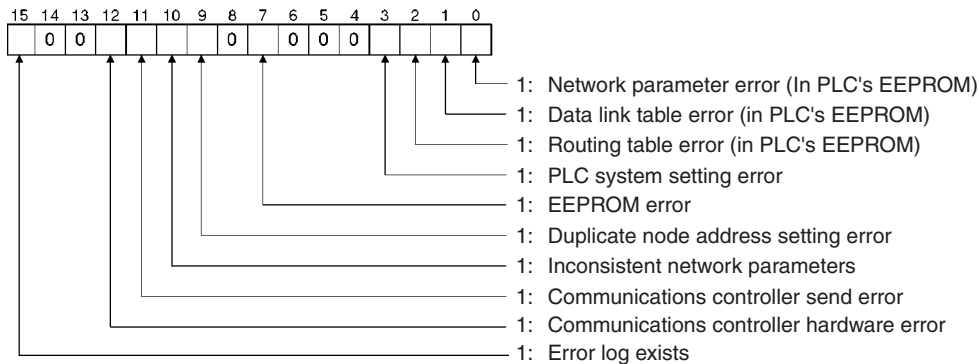 15 14 13 12 11 10 9 8 7 6 5 4 3 2 1 0
0 0 0 0 0 0
1: Network parameter error (In PLC's EEPROM)
1: Data link table error (in PLC's EEPROM)
1: Routing table error (in PLC's EEPROM)
1: PLC system setting error
1: EEPROM error
1: Duplicate node address setting error
1: Inconsistent network parameters
1: Communications controller send error
1: Communications controller hardware error
1: Error log exists